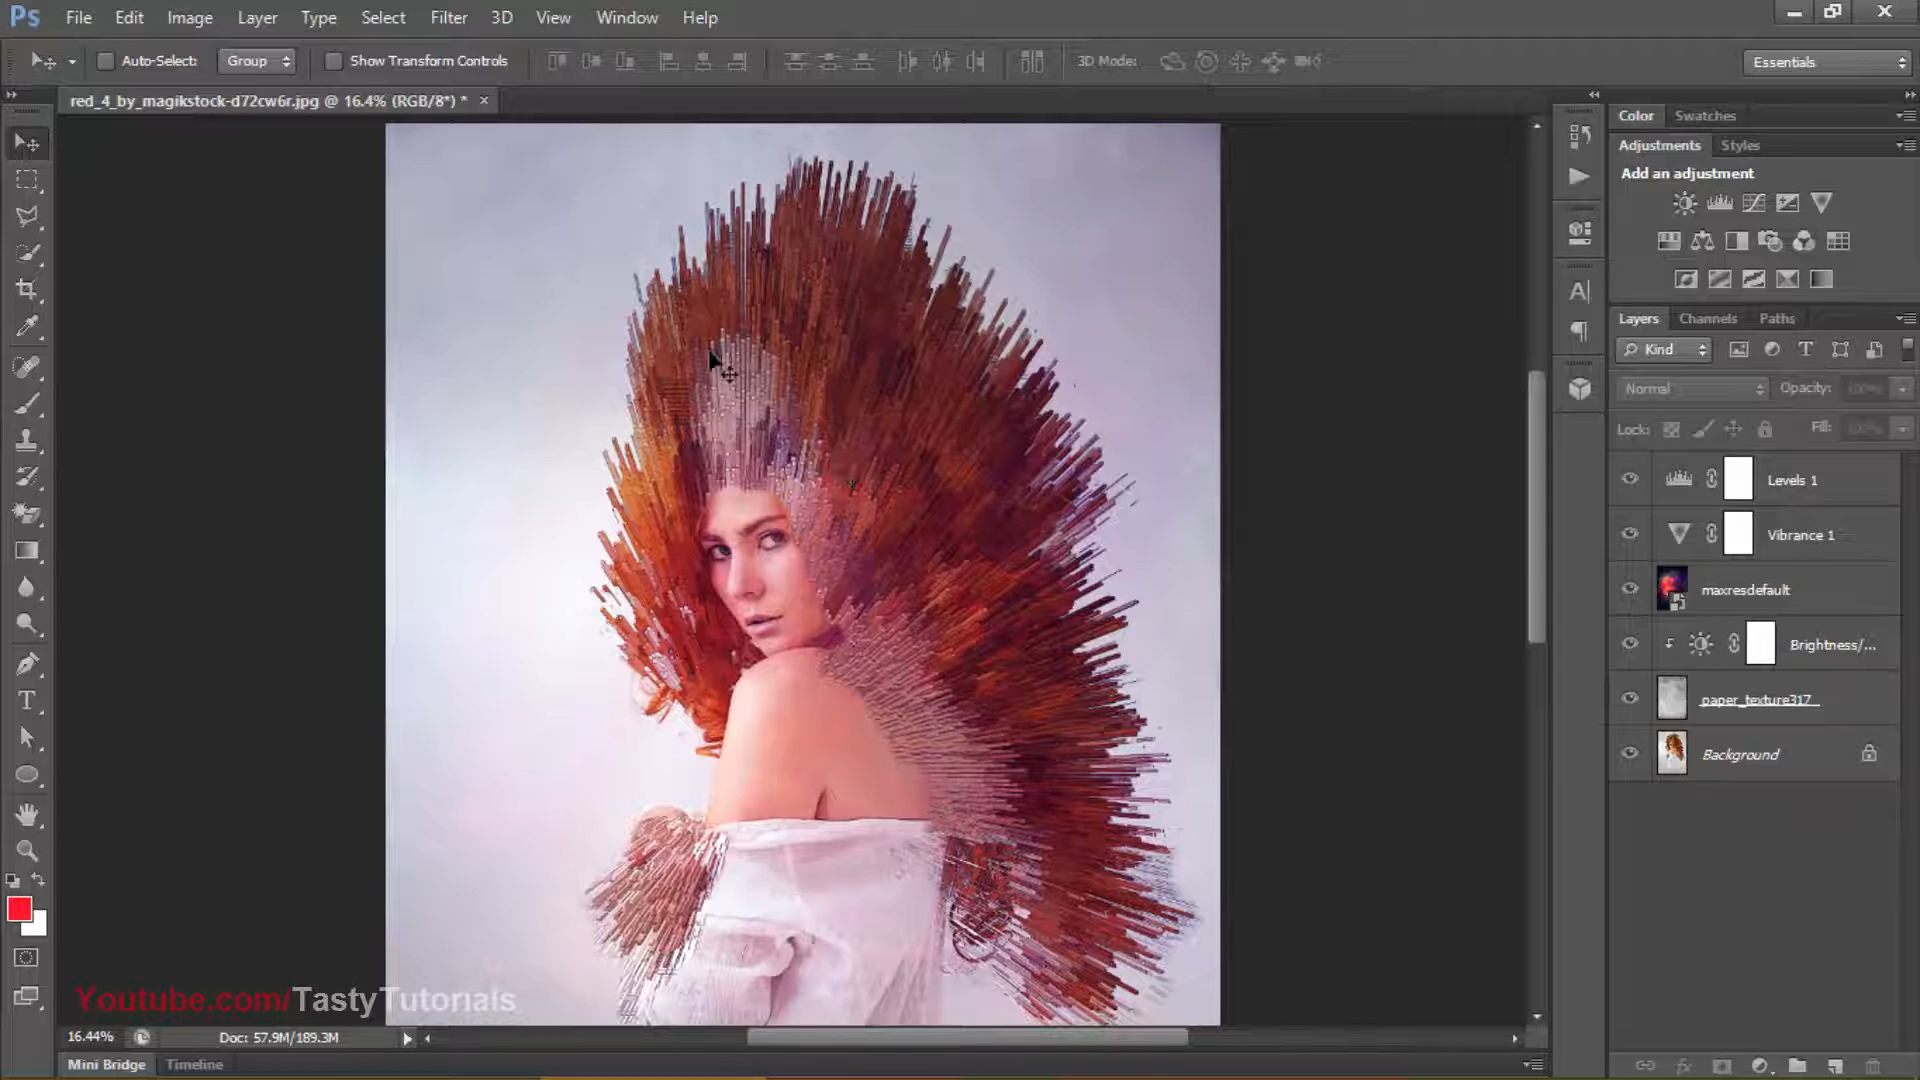 Ps File Edit Image Layer Type Select Filter 3D View Window Help
Auto-Select: Group Show Transform Controls 3D Mode: Essentials
red_4_by_magikstock-d72cw6r.jpg @ 16.4% (RGB/8*) *
Color Swatches
Adjustments Styles
Add an adjustment
Layers Channels Paths
Kind
Normal Opacity: 100%
Lock: Fill: 100%
Levels 1
Vibrance 1
maxresdefault
Brightness/...
paper_texture317_
Background
Youtube.com/TastyTutorials
16.44% Doc: 57.9M/189.3M
Mini Bridge Timeline